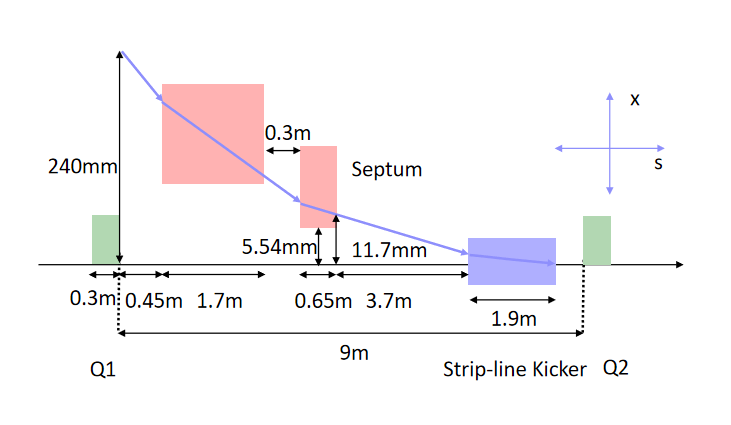 x
0.3m
s
240mm
Septum
5.54mm
11.7mm
0.3m
0.45m
1.7m
0.65m
3.7m
1.9m
9m
Q1
Strip-line Kicker
Q2